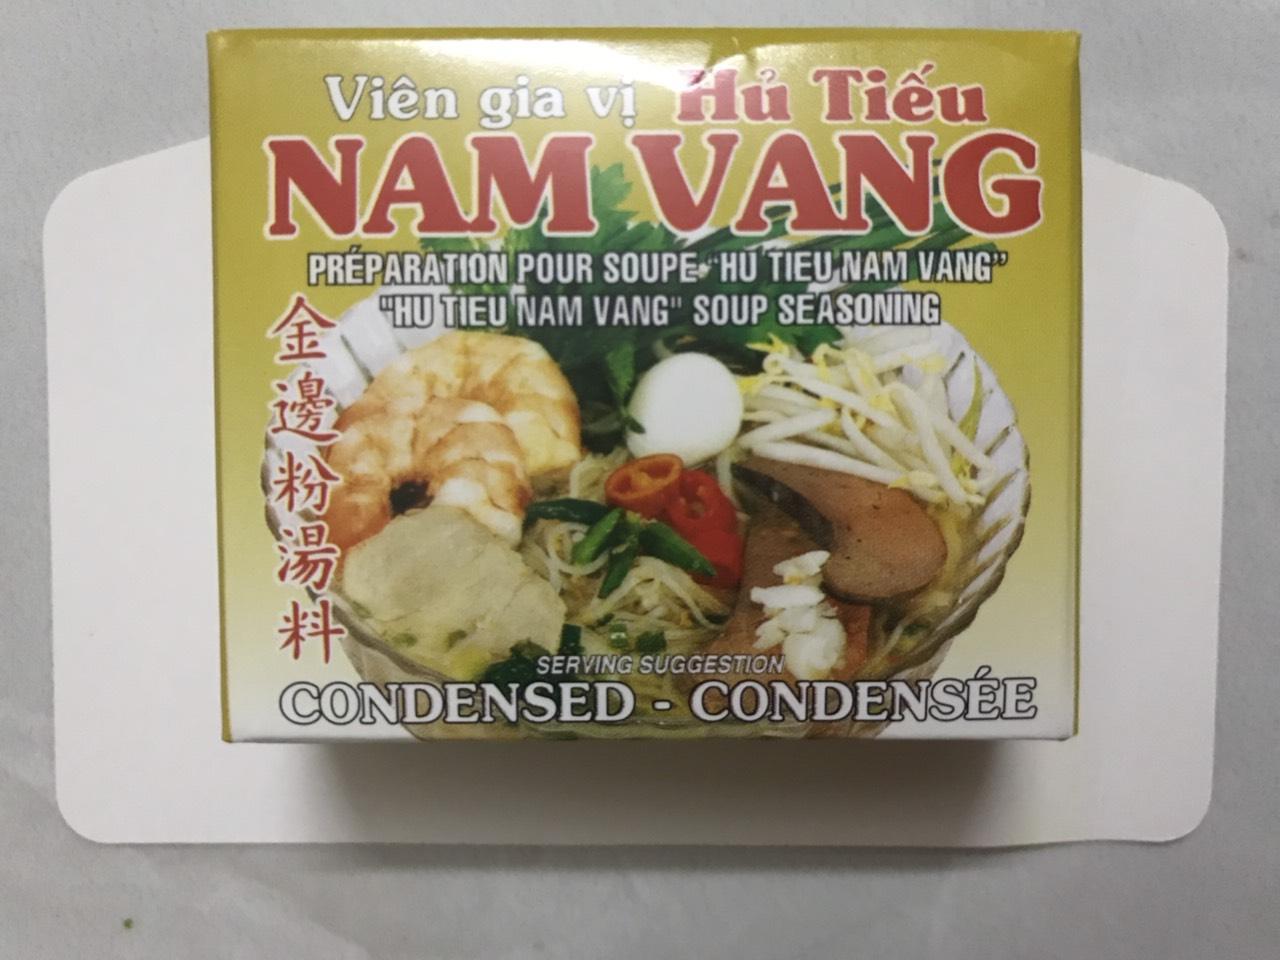 Viên gia vị Hủ Tiếu
NAM VANG
PRÉPARATION POUR SOUPE "HU TIEU NAM VANG"
"HU TIEU NAM VANG" SOUP SEASONING
金邊粉湯料
SERVING SUGGESTION
CONDENSED - CONDENSÉE